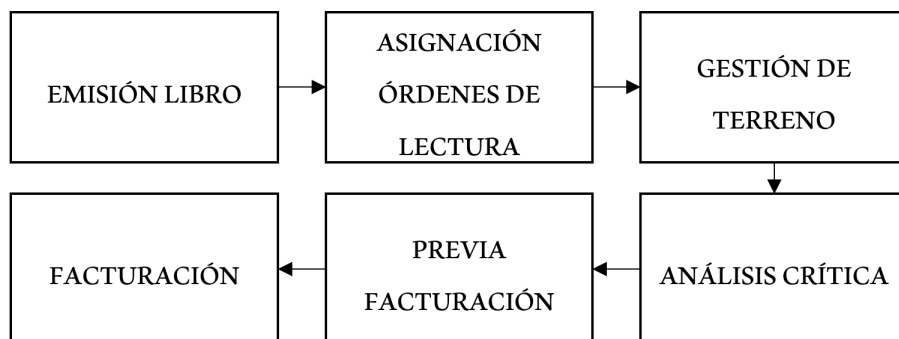 EMISIÓN LIBRO
ASIGNACIÓN
ÓRDENES DE
LECTURA
GESTIÓN DE
TERRENO
ANÁLISIS CRÍTICA
PREVIA
FACTURACIÓN
FACTURACIÓN